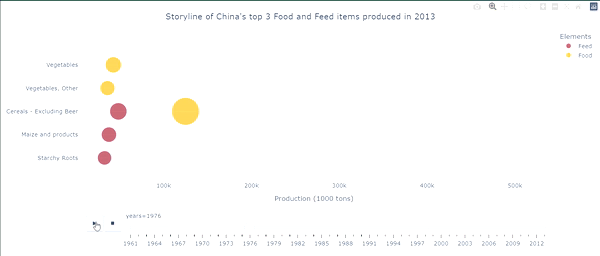 Storyline of China's top 3 Food and Feed items produced in 2013
Elements
Feed
Food
Vegetables
Vegetables, Other
Cereals - Excluding Beer
Maize and products
Starchy Roots
100k 200k 300k 400k 500k
Production (1000 tons)
years=1976
1961 1964 1967 1970 1973 1976 1979 1982 1985 1988 1991 1994 1997 2000 2003 2006 2009 2012